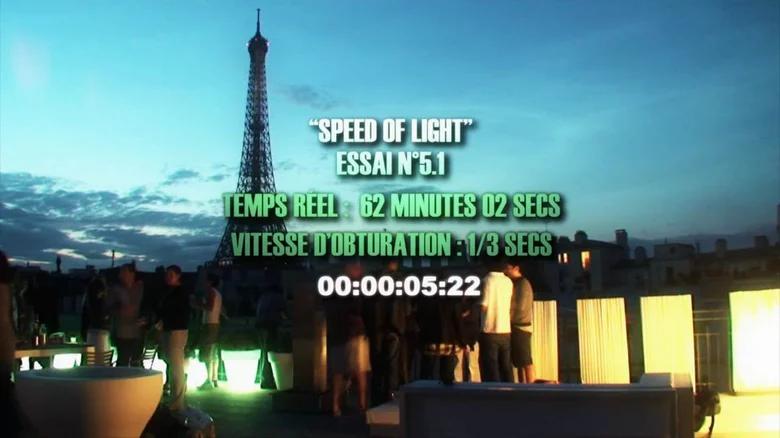 “SPEED OF LIGHT”
ESSAI N°5.1
TEMPS RÉEL : 62 MINUTES 02 SECS
VITESSE D'OBTURATION : 1/3 SECS
00:00:05:22